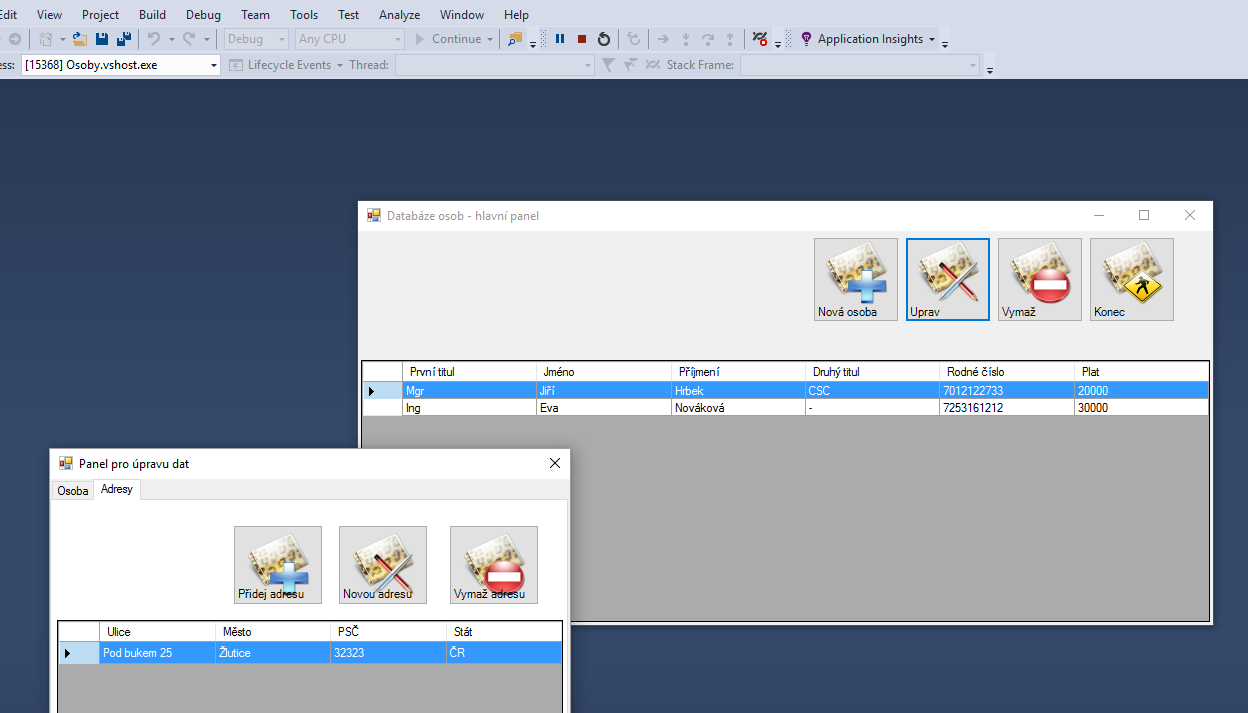 Edit View Project Build Debug Team Tools Test Analyze Window Help
Debug Any CPU Continue Application Insights
ess: [15368] Osoby.vshost.exe Lifecycle Events Thread: Stack Frame:
Databáze osob - hlavní panel
Nová osoba Uprav Vymaž Konec
První titul Jméno Příjmení Druhý titul Rodné číslo Plat
Mgr Jiří Hrbek CSC 7012122733 20000
Ing Eva Nováková - 7253161212 30000
Panel pro úpravu dat
Osoba Adresy
Přidej adresu Novou adresu Vymaž adresu
Ulice Město PSČ Stát
Pod bukem 25 Žlutice 32323 ČR